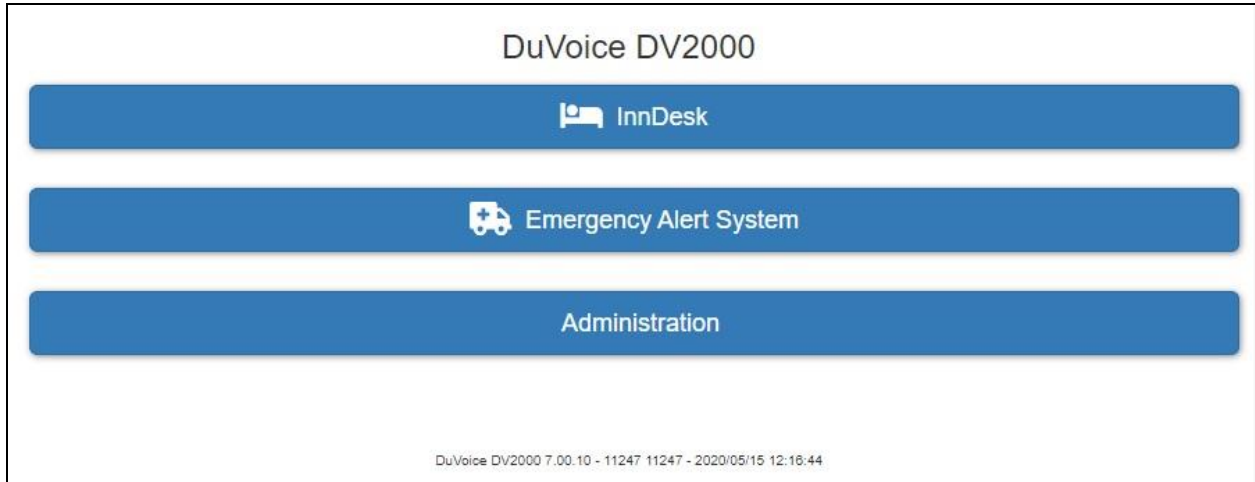 DuVoice DV2000
InnDesk
Emergency Alert System
Administration
DuVoice DV2000 7.00.10 - 11247 11247 - 2020/05/15 12:16:44